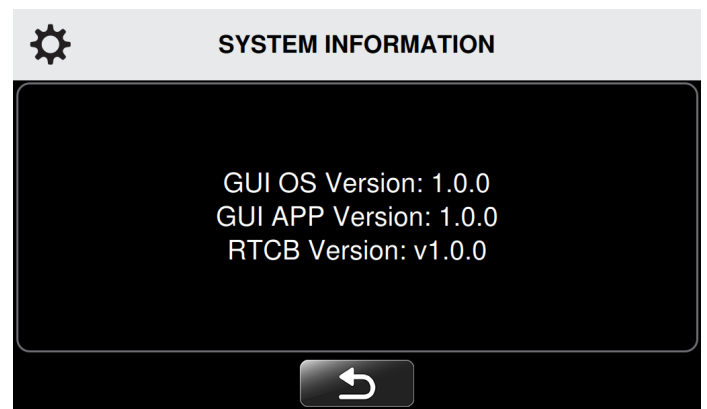 SYSTEM INFORMATION
GUI OS Version: 1.0.0
GUI APP Version: 1.0.0
RTCB Version: v1.0.0